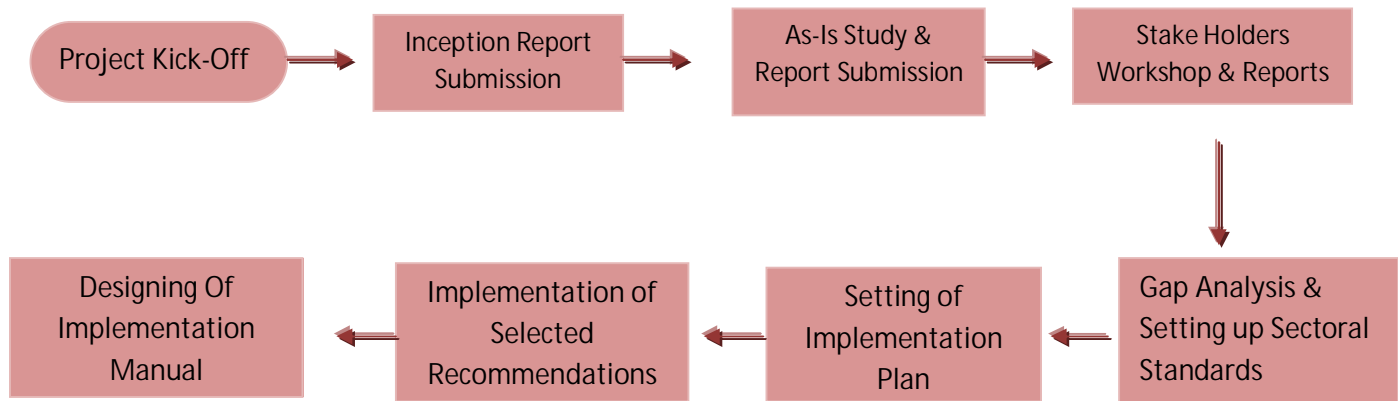 Project Kick-Off
Inception Report
Submission
As-Is Study &
Report Submission
Stake Holders
Workshop & Reports
Gap Analysis &
Setting up Sectoral
Standards
Setting of
Implementation
Plan
Implementation of
Selected
Recommendations
Designing Of
Implementation
Manual